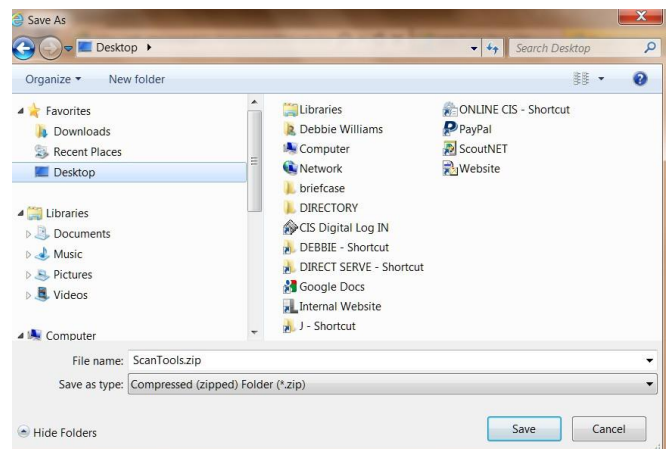 Save As
Desktop
Search Desktop
Organize
New folder
Favorites
Downloads
Recent Places
Desktop
Libraries
Documents
Music
Pictures
Videos
Computer
Libraries
Debbie Williams
Computer
Network
briefcase
DIRECTORY
CIS Digital Log IN
DEBBIE - Shortcut
DIRECT SERVE - Shortcut
Google Docs
Internal Website
J - Shortcut
ONLINE CIS - Shortcut
PayPal
ScoutNET
Website
File name: ScanTools.zip
Save as type: Compressed (zipped) Folder (*.zip)
Hide Folders
Save
Cancel